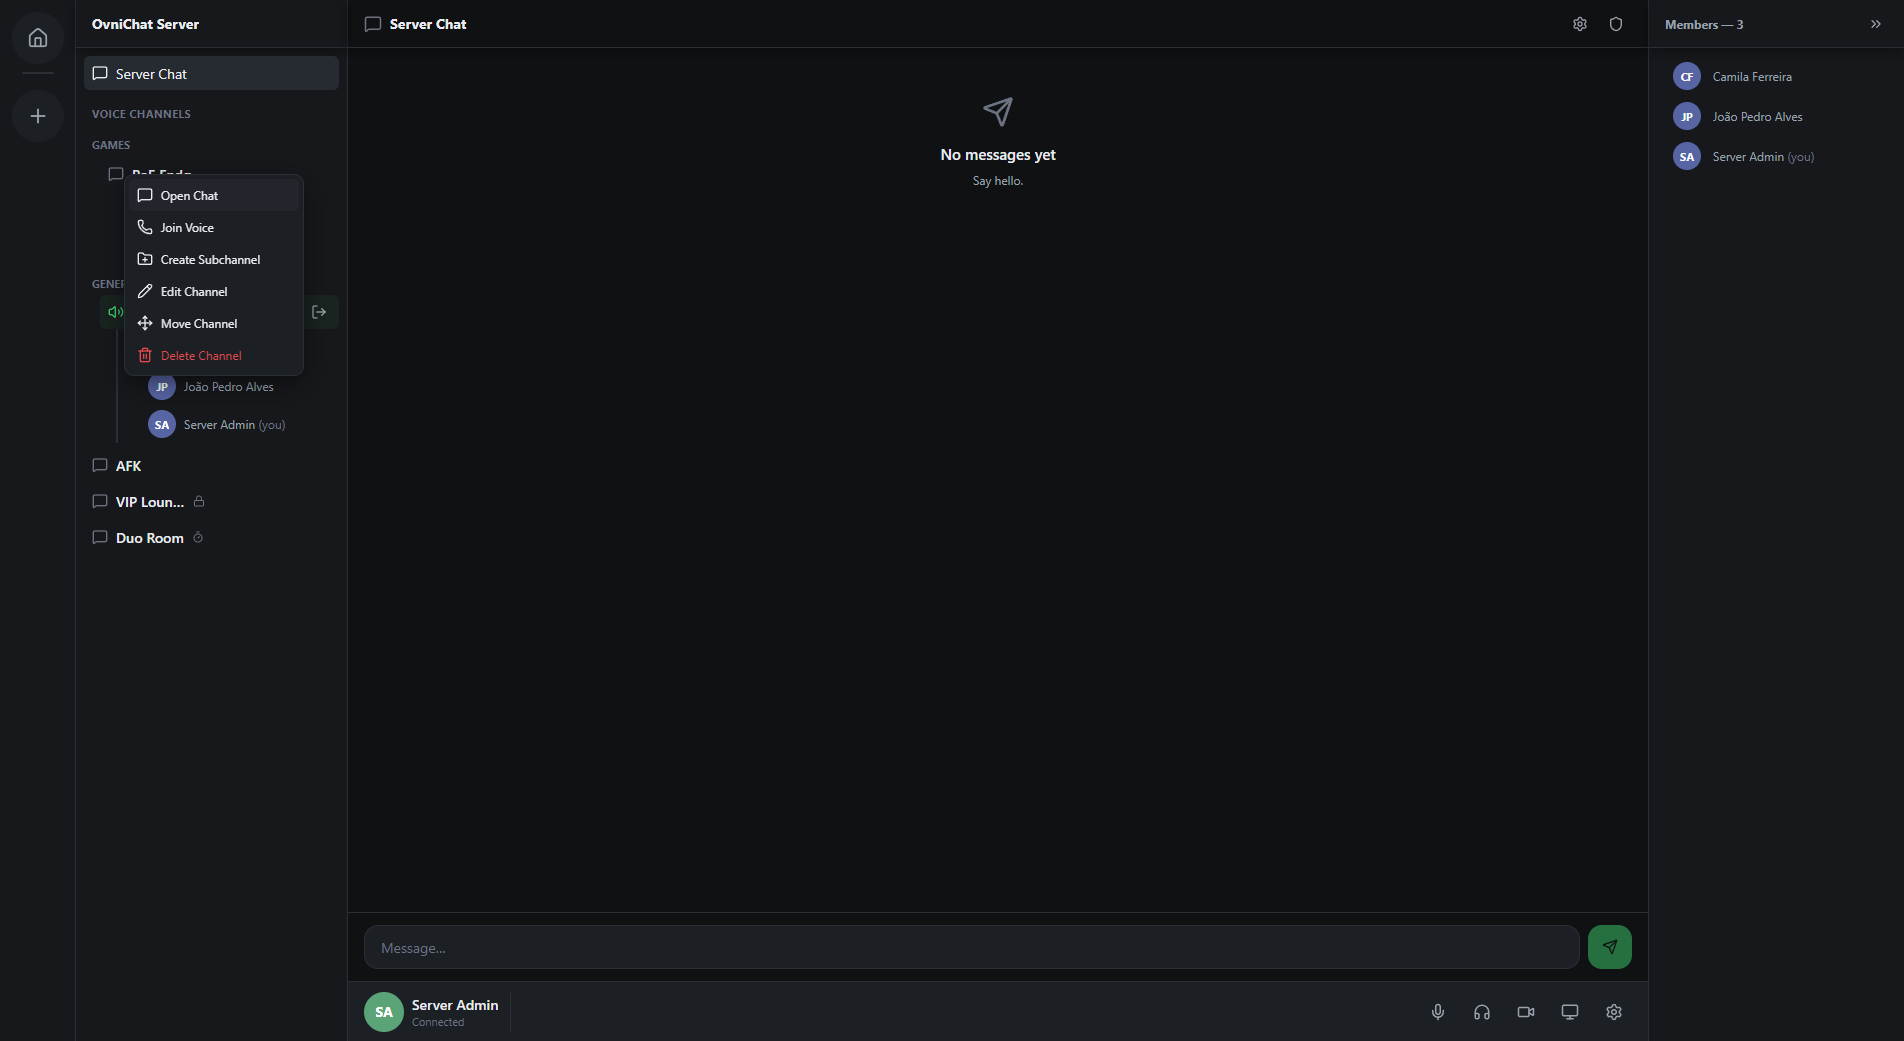 OvniChat Server
Server Chat
VOICE CHANNELS
GAMES
Open Chat
Join Voice
Create Subchannel
Edit Channel
Move Channel
Delete Channel
JP João Pedro Alves
SA Server Admin (you)
AFK
VIP Loun...
Duo Room
Server Chat
No messages yet
Say hello.
Message...
SA
Server Admin
Connected
Members — 3
CF Camila Ferreira
JP João Pedro Alves
SA Server Admin (you)